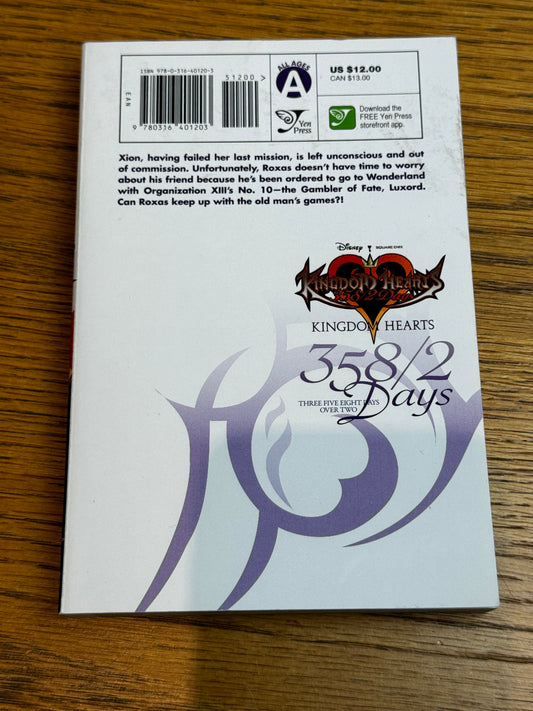 ISBN 978-0-316-40120-3
51200 >
EAN
9 780316 401203
ALL AGES
A
Yen
Press
US $12.00
CAN $13.00
Download the
FREE Yen Press
storefront app.
Xion, having failed her last mission, is left unconscious and out
of commission. Unfortunately, Roxas doesn't have time to worry
about his friend because he's been ordered to go to Wonderland
with Organization XIII's No. 10—the Gambler of Fate, Luxord.
Can Roxas keep up with the old man's games?!
Disney SQUARE ENIX
KINGDOM HEARTS
358/2 Days
KINGDOM HEARTS
358/2
Days
THREE FIVE EIGHT DAYS
OVER TWO